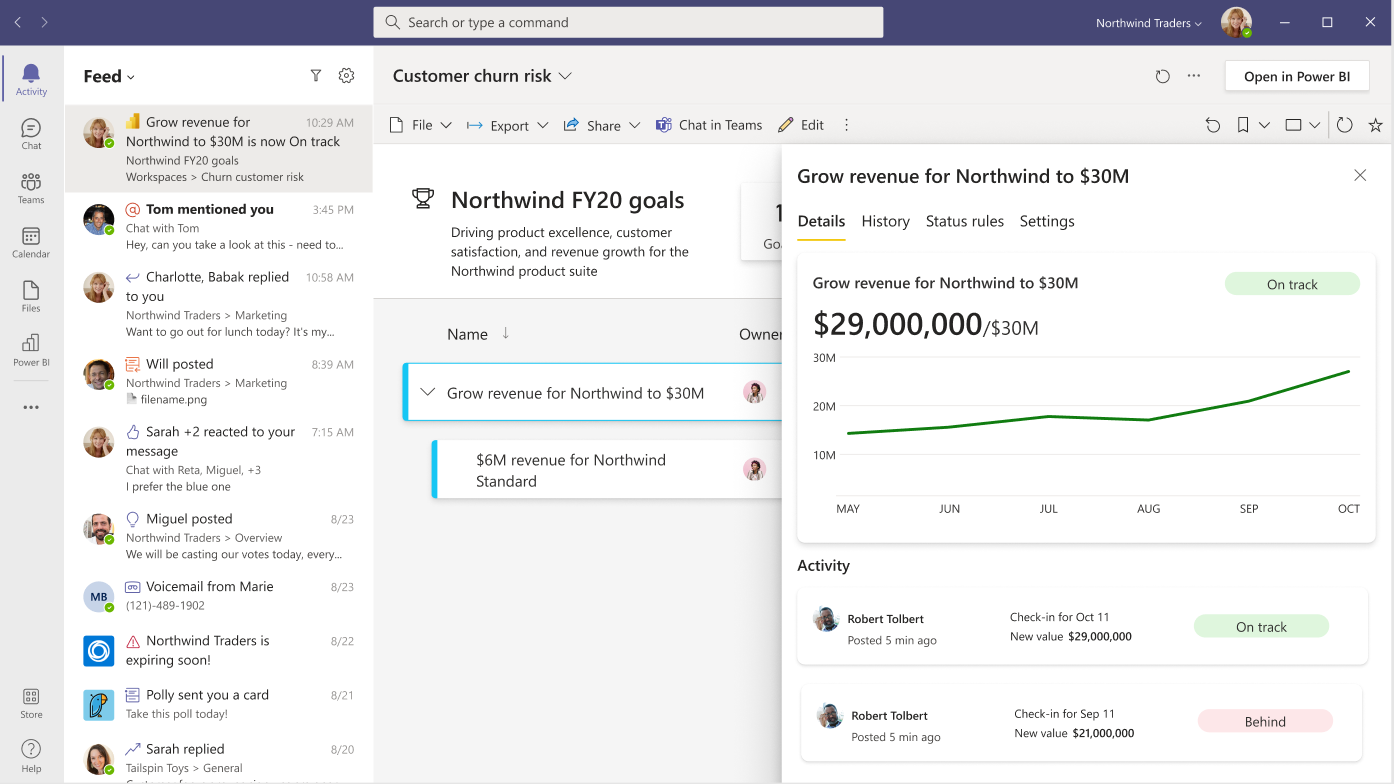 Search or type a command
Northwind Traders
Activity
Chat
Teams
Calendar
Files
Power BI
Store
Help
Feed
Grow revenue for
10:29 AM
Northwind to $30M is now On track
Northwind FY20 goals
Workspaces > Churn customer risk
Tom mentioned you
3:45 PM
Chat with Tom
Hey, can you take a look at this - need to...
Charlotte, Babak replied
10:58 AM
to you
Northwind Traders > Marketing
Want to go out for lunch today? It's my...
Will posted
8:39 AM
Northwind Traders > Marketing
filename.png
Sarah +2 reacted to your
7:15 AM
message
Chat with Reta, Miguel, +3
I prefer the blue one
Miguel posted
8/23
Northwind Traders > Overview
We will be casting our votes today, every...
MB
Voicemail from Marie
8/23
(121)-489-1902
Northwind Traders is
8/22
expiring soon!
Polly sent you a card
8/21
Take this poll today!
Sarah replied
8/20
Tailspin Toys > General
Customer churn risk
Open in Power BI
File
Export
Share
Chat in Teams
Edit
Northwind FY20 goals
Driving product excellence, customer
satisfaction, and revenue growth for the
Northwind product suite
Name
Grow revenue for Northwind to $30M
$6M revenue for Northwind
Standard
Grow revenue for Northwind to $30M
Details History Status rules Settings
Grow revenue for Northwind to $30M
On track
$29,000,000/$30M
30M
20M
10M
MAY JUN JUL AUG SEP OCT
Activity
Robert Tolbert
Posted 5 min ago
Check-in for Oct 11
New value $29,000,000
On track
Robert Tolbert
Posted 5 min ago
Check-in for Sep 11
New value $21,000,000
Behind